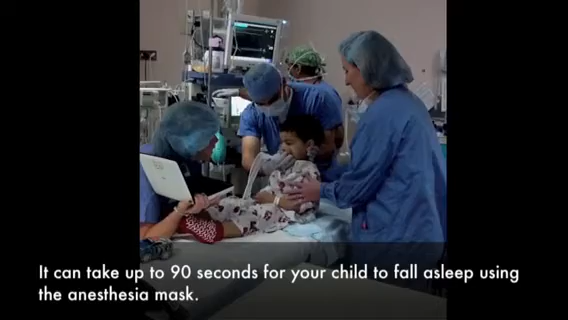 It can take up to 90 seconds for your child to fall asleep using
the anesthesia mask.